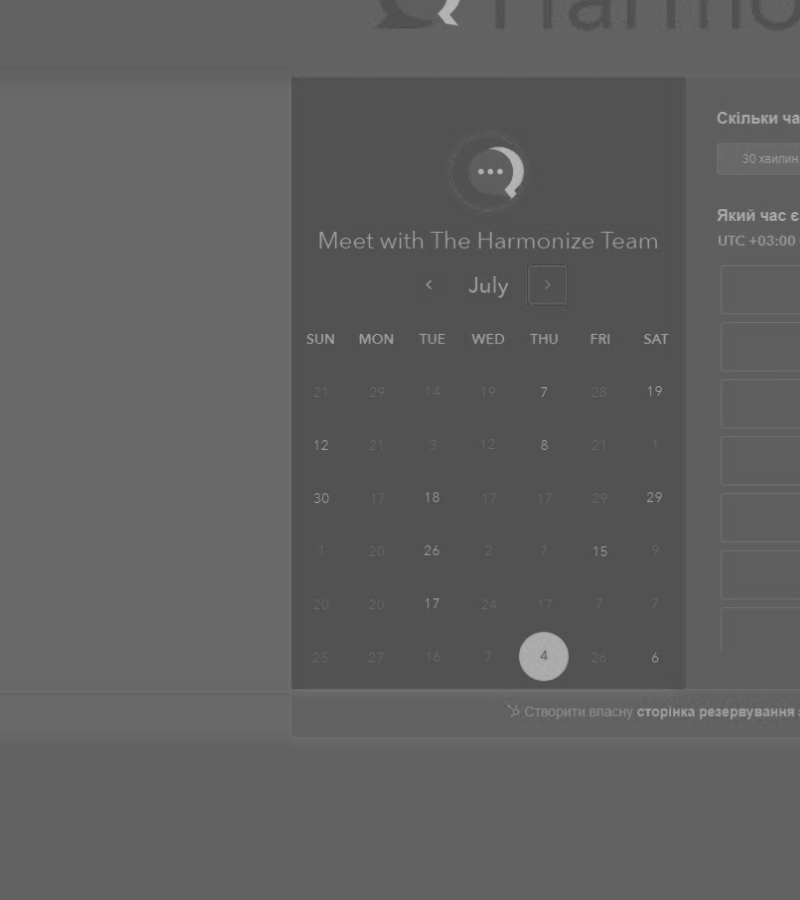 Harmo
Meet with The Harmonize Team
July
SUN MON TUE WED THU FRI SAT
21 29 14 19 7 28 19
12 21 3 12 8 21 1
30 17 18 17 17 29 29
1 20 26 2 7 15 9
20 20 17 24 17 7 7
25 27 16 7 4 26 6
Скільки ча
30 хвилин
Який час є
UTC +03:00
Створити власну сторінка резервування